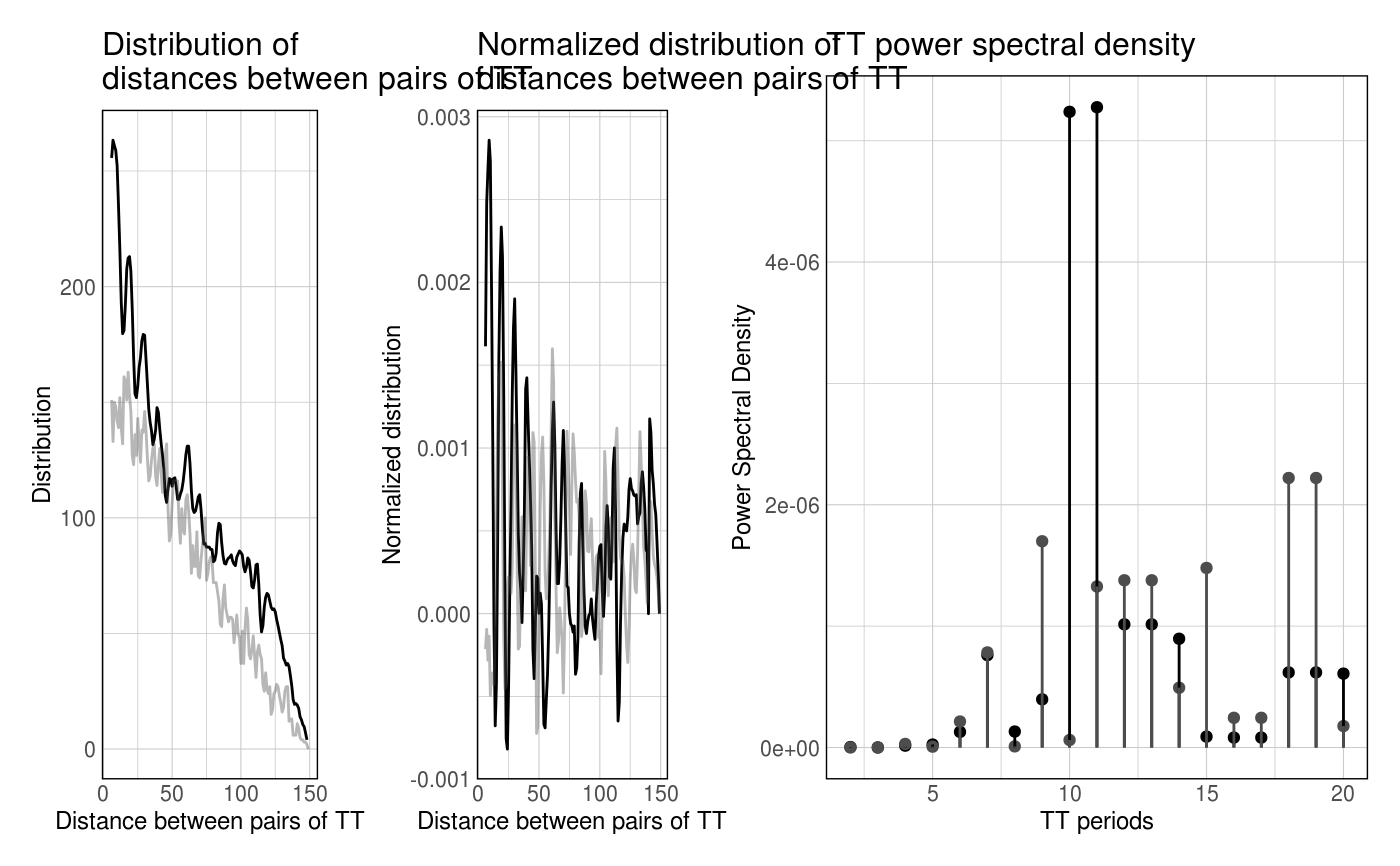 Distribution of
distances between pairs of TT
Normalized distribution of
distances between pairs of TT
TT power spectral density
200
100
0
Distribution
0 50 100 150
Distance between pairs of TT
0.003
0.002
0.001
0.000
-0.001
Normalized distribution
0 50 100 150
Distance between pairs of TT
4e-06
2e-06
0e+00
Power Spectral Density
5 10 15 20
TT periods